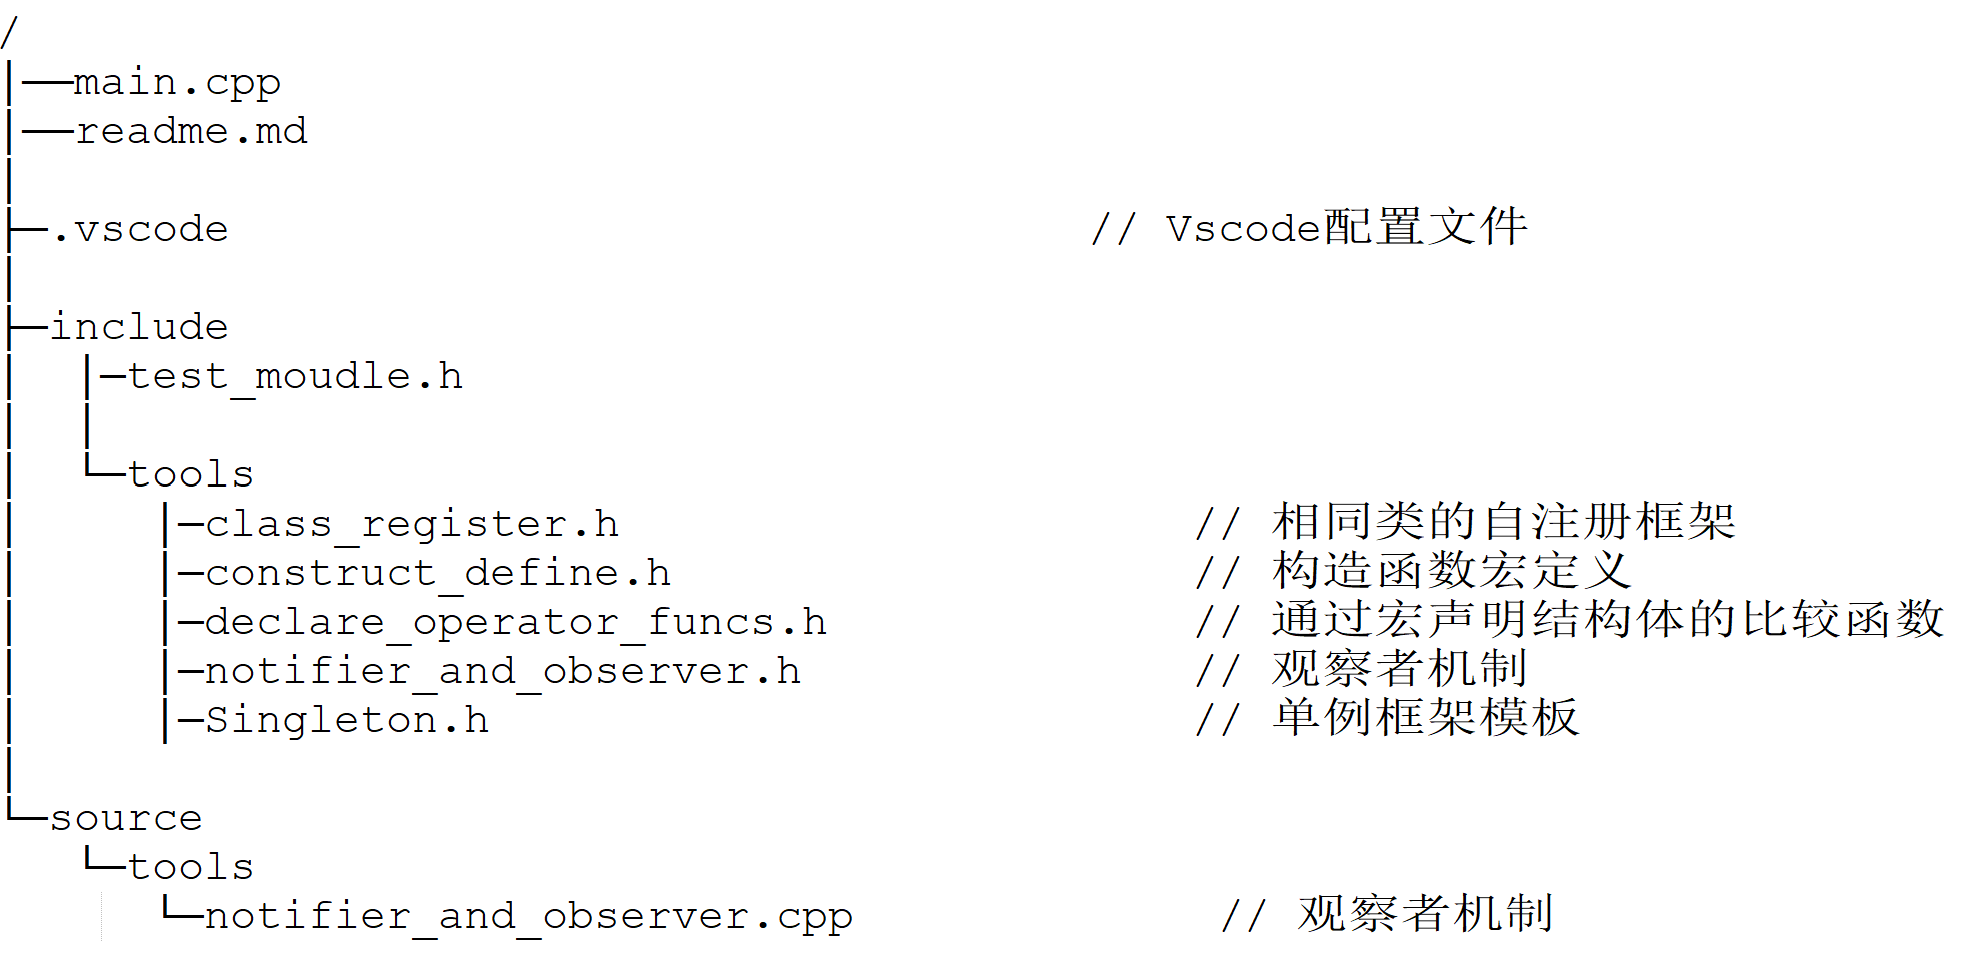 /
│──main.cpp
│──readme.md
│
├─.vscode                                 // Vscode配置文件
│
├─include
│  │─test_moudle.h
│  │
│  └─tools
│     │─class_register.h                      // 相同类的自注册框架
│     │─construct_define.h                    // 构造函数宏定义
│     │─declare_operator_funcs.h              // 通过宏声明结构体的比较函数
│     │─notifier_and_observer.h               // 观察者机制
│     │─Singleton.h                           // 单例框架模板
│
└─source
   └─tools
      └─notifier_and_observer.cpp              // 观察者机制